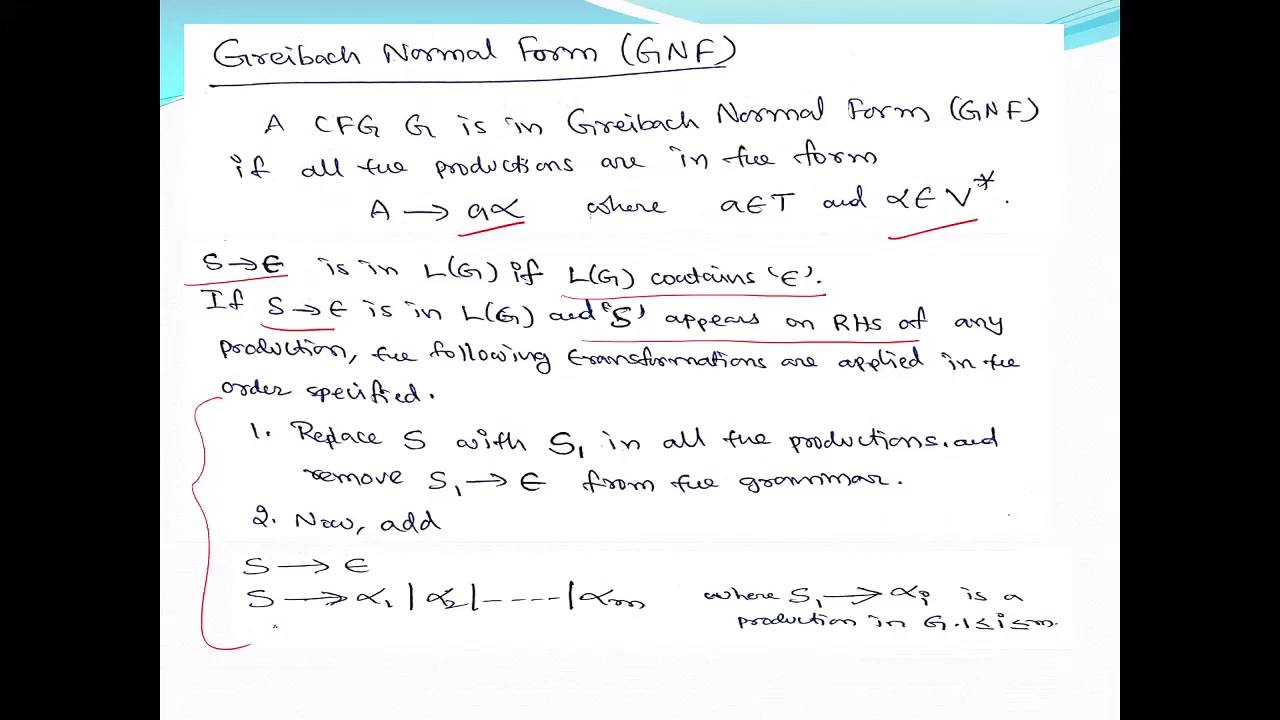 Greibach Normal Form (GNF)
A CFG G is in Greibach Normal Form (GNF)
if all the productions are in the form
A → aα where a∈T and α∈V*.
S→∈ is in L(G) if L(G) contains '∈'.
If S→∈ is in L(G) and 'S' appears on RHS of any
production, the following transformations are applied in the
order specified.
1. Replace S with S₁ in all the productions. and
remove S₁ → ∈ from the grammar.
2. Now, add
S → ∈
S → α₁ | α₂ | ----- | αₘ where S₁ → αᵢ is a
production in G. 1≤i≤m.